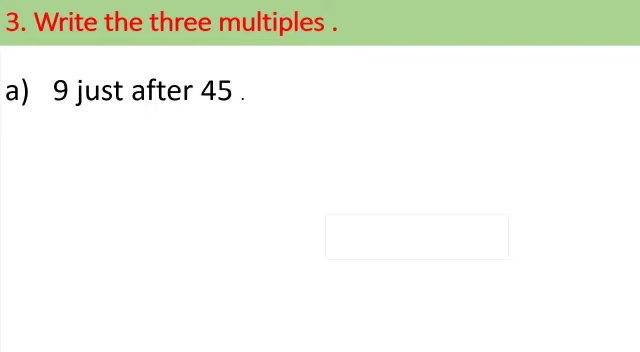 3. Write the three multiples .
a) 9 just after 45 .